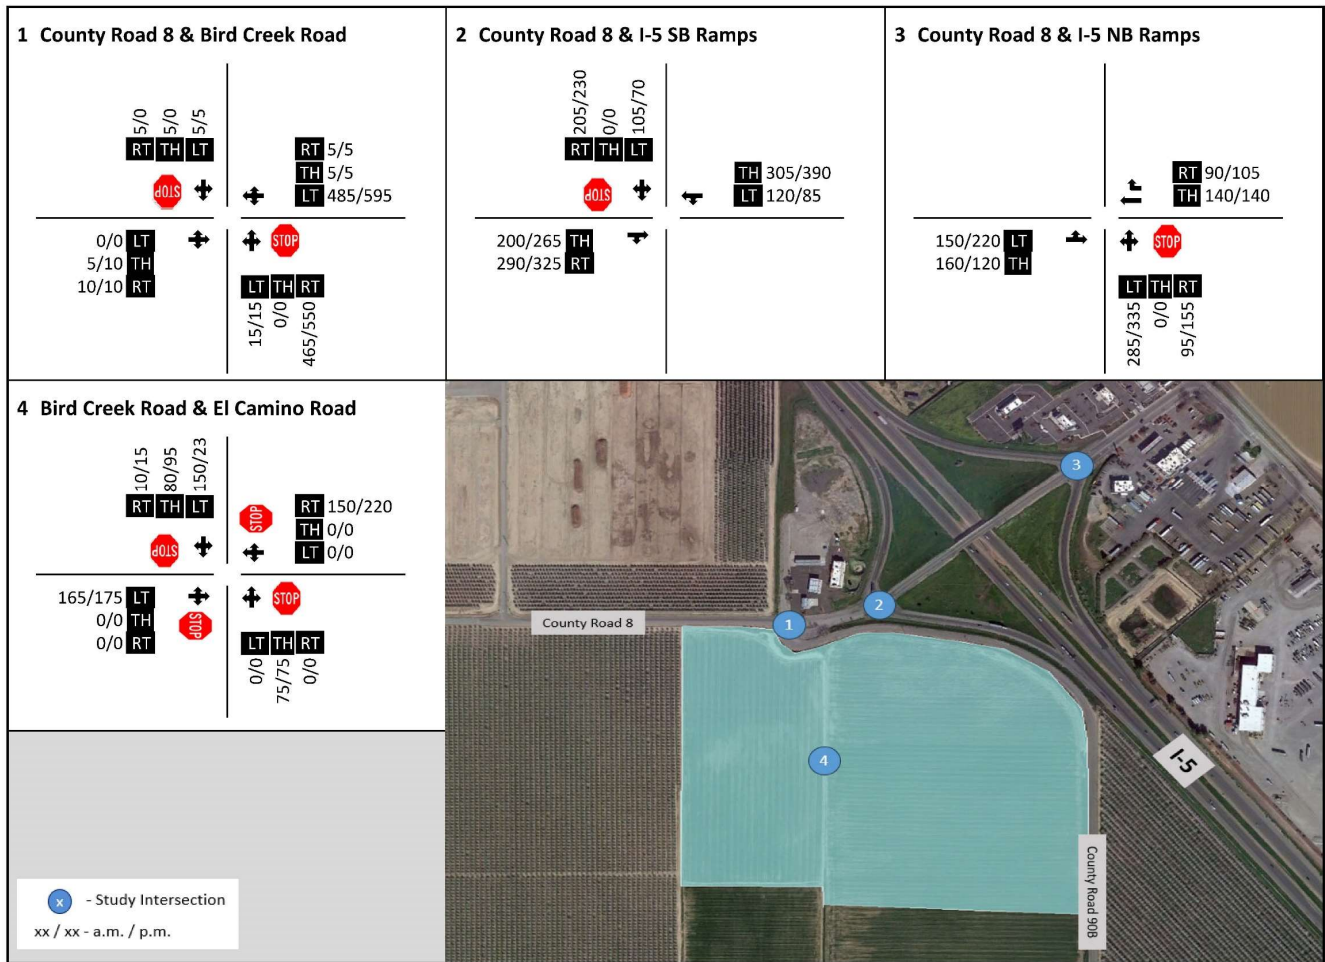 1 County Road 8 & Bird Creek Road
5/0 5/0 5/5
RT TH LT
STOP
RT 5/5
TH 5/5
LT 485/595
0/0 LT
5/10 TH
10/10 RT
STOP
LT TH RT
15/15 0/0 465/550
2 County Road 8 & I-5 SB Ramps
205/230 0/0 105/70
RT TH LT
STOP
TH 305/390
LT 120/85
200/265 TH
290/325 RT
3 County Road 8 & I-5 NB Ramps
RT 90/105
TH 140/140
150/220 LT
160/120 TH
STOP
LT TH RT
285/335 0/0 95/155
4 Bird Creek Road & El Camino Road
10/15 80/95 150/23
RT TH LT
STOP
STOP
RT 150/220
TH 0/0
LT 0/0
165/175 LT
0/0 TH
0/0 RT
STOP
STOP
LT TH RT
0/0 75/75 0/0
3
2
1
County Road 8
4
I-5
County Road 90B
x - Study Intersection
xx / xx - a.m. / p.m.